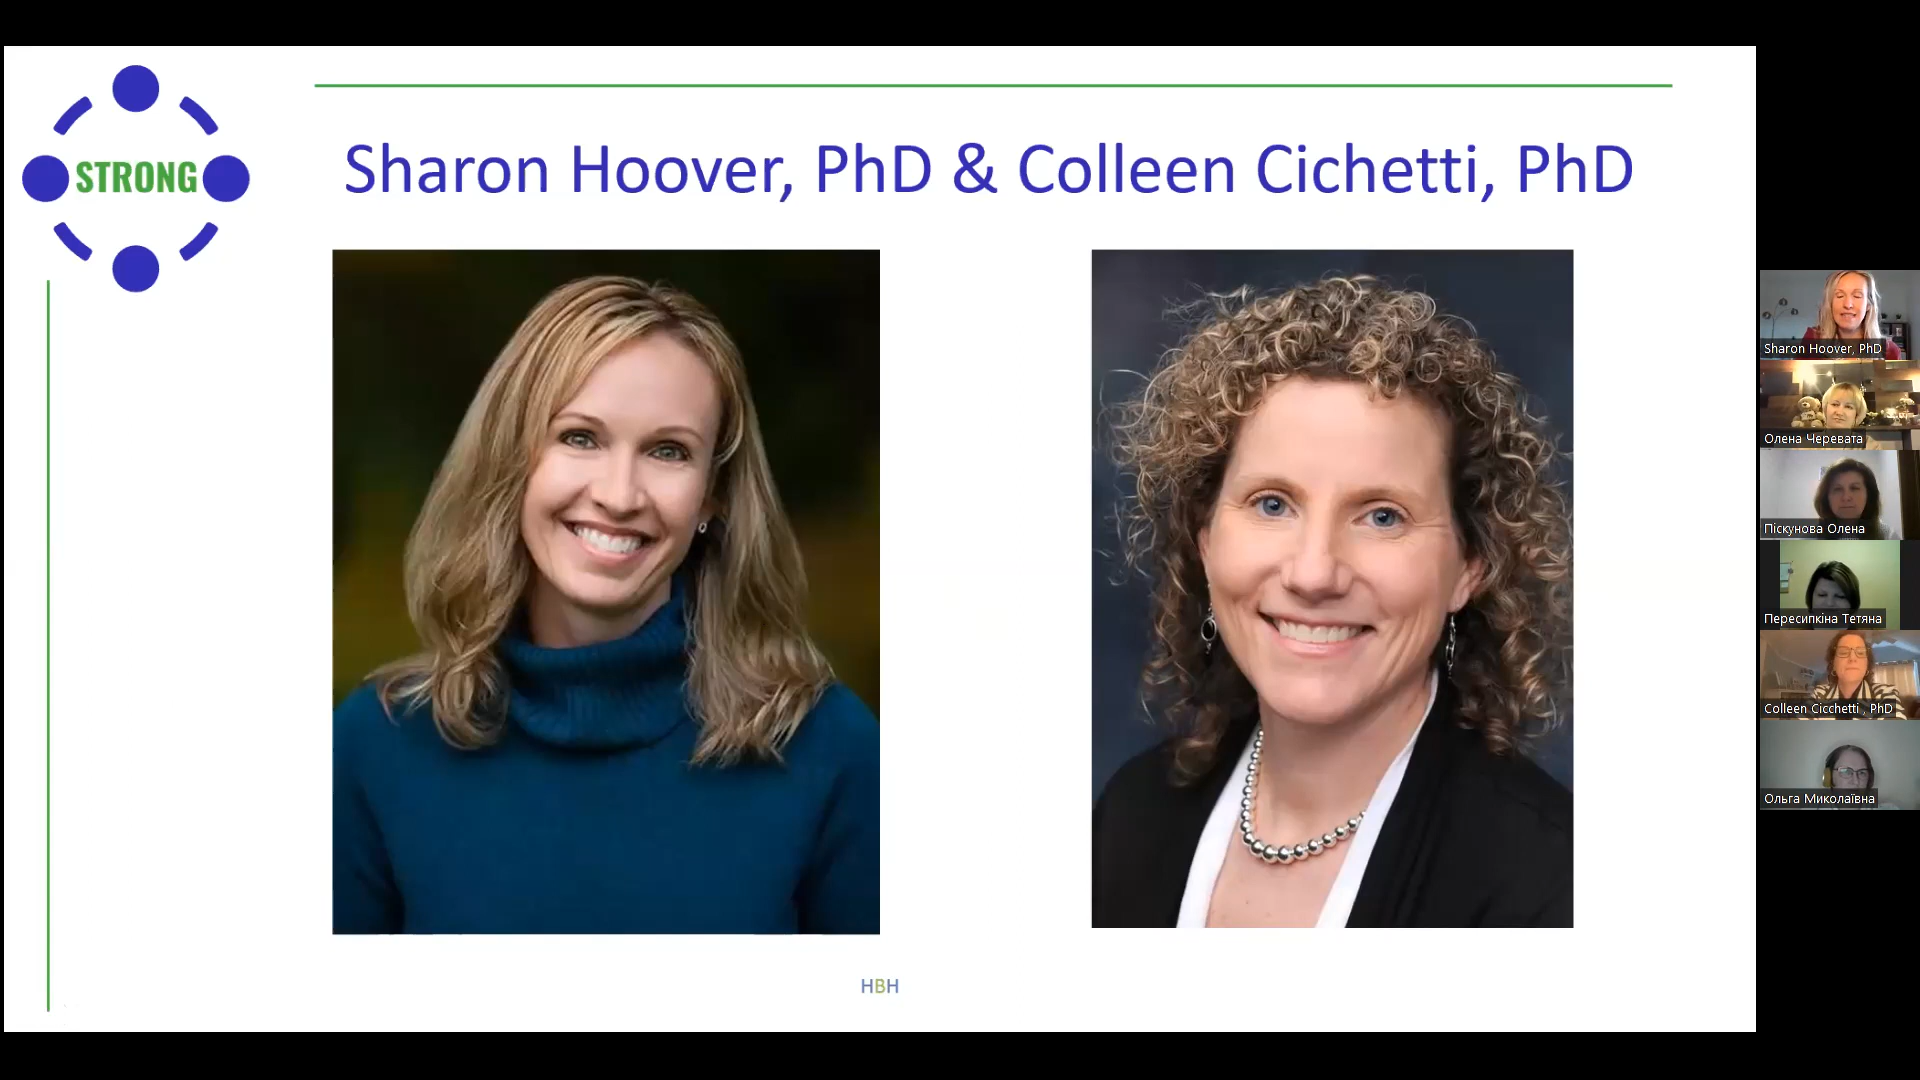 STRONG
Sharon Hoover, PhD & Colleen Cichetti, PhD
HBH
Sharon Hoover, PhD
Олена Черевата
Піскунова Олена
Пересипкіна Тетяна
Colleen Cicchetti , PhD
Ольга Миколаївна